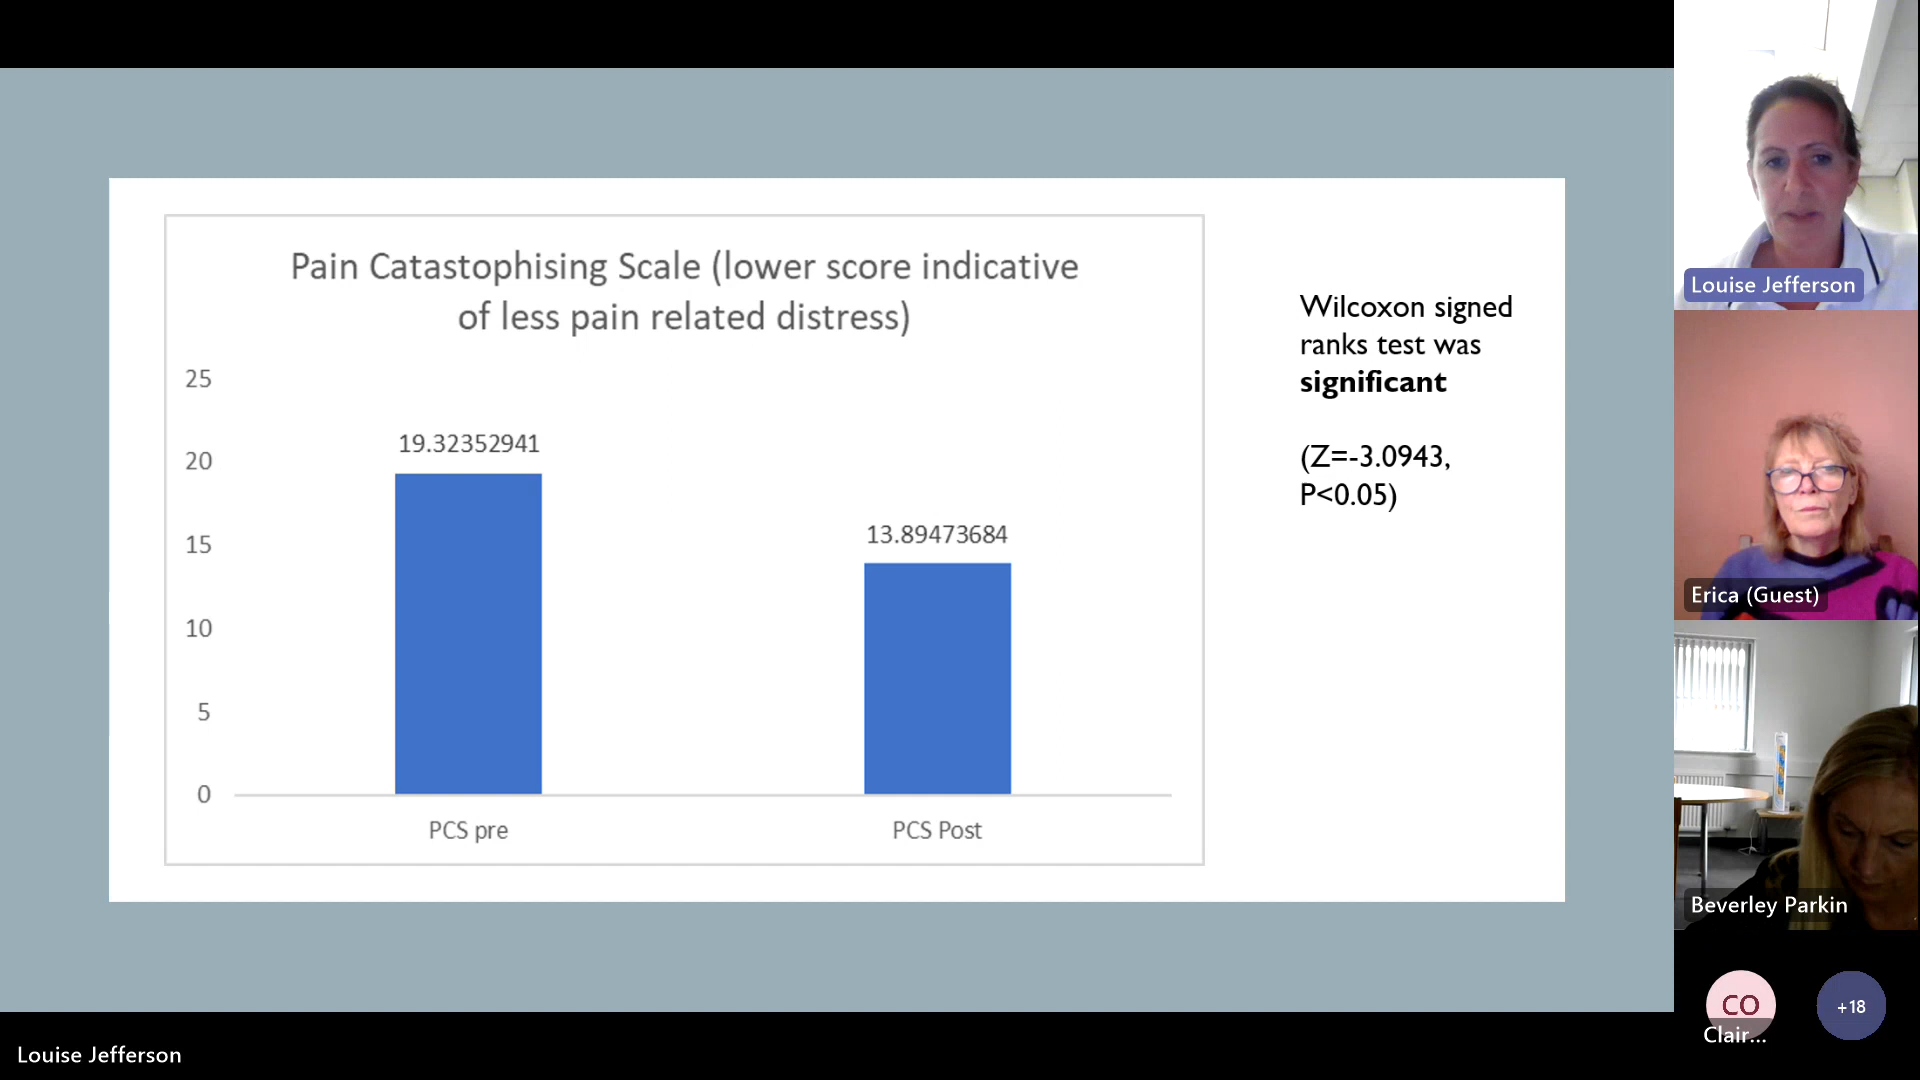 Pain Catastophising Scale (lower score indicative
of less pain related distress)
25
20
15
10
5
0
19.32352941
13.89473684
PCS pre
PCS Post
Wilcoxon signed
ranks test was
significant
(Z=-3.0943,
P<0.05)
Louise Jefferson
Erica (Guest)
Beverley Parkin
CO
Clair...
+18
Louise Jefferson